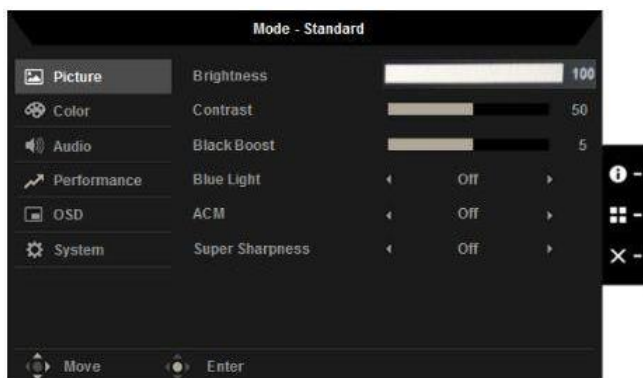 Mode - Standard
Picture
Brightness 100
Color
Contrast 50
Audio
Black Boost 5
Performance
Blue Light Off
OSD
ACM Off
System
Super Sharpness Off
Move
Enter